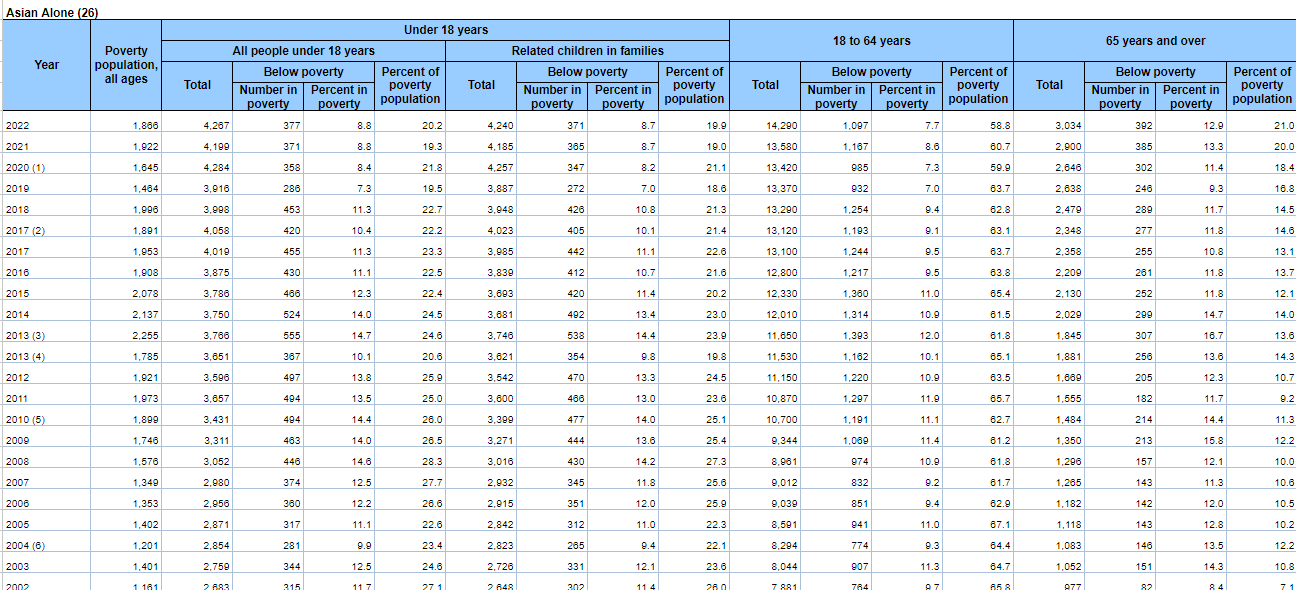 Asian Alone (26)
Year Poverty population, all ages Under 18 years 18 to 64 years 65 years and over
All people under 18 years Related children in families
Total Below poverty Percent of poverty population Total Below poverty Percent of poverty population Total Below poverty Percent of poverty population Total Below poverty Percent of poverty population
Number in poverty Percent in poverty Number in poverty Percent in poverty Number in poverty Percent in poverty Number in poverty Percent in poverty
2022 1,866 4,267 377 8.8 20.2 4,240 371 8.7 19.9 14,290 1,097 7.7 58.8 3,034 392 12.9 21.0
2021 1,922 4,199 371 8.8 19.3 4,185 365 8.7 19.0 13,580 1,167 8.6 60.7 2,900 385 13.3 20.0
2020 (1) 1,645 4,284 358 8.4 21.8 4,257 347 8.2 21.1 13,420 985 7.3 59.9 2,646 302 11.4 18.4
2019 1,464 3,916 286 7.3 19.5 3,887 272 7.0 18.6 13,370 932 7.0 63.7 2,638 246 9.3 16.8
2018 1,996 3,998 453 11.3 22.7 3,948 426 10.8 21.3 13,290 1,254 9.4 62.8 2,479 289 11.7 14.5
2017 (2) 1,891 4,058 420 10.4 22.2 4,023 405 10.1 21.4 13,120 1,193 9.1 63.1 2,348 277 11.8 14.6
2017 1,953 4,019 455 11.3 23.3 3,985 442 11.1 22.6 13,100 1,244 9.5 63.7 2,358 255 10.8 13.1
2016 1,908 3,875 430 11.1 22.5 3,839 412 10.7 21.6 12,800 1,217 9.5 63.8 2,209 261 11.8 13.7
2015 2,078 3,786 466 12.3 22.4 3,693 420 11.4 20.2 12,330 1,360 11.0 65.4 2,130 252 11.8 12.1
2014 2,137 3,750 524 14.0 24.5 3,681 492 13.4 23.0 12,010 1,314 10.9 61.5 2,029 299 14.7 14.0
2013 (3) 2,255 3,766 555 14.7 24.6 3,746 538 14.4 23.9 11,650 1,393 12.0 61.8 1,845 307 16.7 13.6
2013 (4) 1,785 3,651 367 10.1 20.6 3,621 354 9.8 19.8 11,530 1,162 10.1 65.1 1,881 256 13.6 14.3
2012 1,921 3,596 497 13.8 25.9 3,542 470 13.3 24.5 11,150 1,220 10.9 63.5 1,669 205 12.3 10.7
2011 1,973 3,657 494 13.5 25.0 3,600 466 13.0 23.6 10,870 1,297 11.9 65.7 1,555 182 11.7 9.2
2010 (5) 1,899 3,431 494 14.4 26.0 3,399 477 14.0 25.1 10,700 1,191 11.1 62.7 1,484 214 14.4 11.3
2009 1,746 3,311 463 14.0 26.5 3,271 444 13.6 25.4 9,344 1,069 11.4 61.2 1,350 213 15.8 12.2
2008 1,576 3,052 446 14.6 28.3 3,016 430 14.2 27.3 8,961 974 10.9 61.8 1,296 157 12.1 10.0
2007 1,349 2,980 374 12.5 27.7 2,932 345 11.8 25.6 9,012 832 9.2 61.7 1,265 143 11.3 10.6
2006 1,353 2,956 360 12.2 26.6 2,915 351 12.0 25.9 9,039 851 9.4 62.9 1,182 142 12.0 10.5
2005 1,402 2,871 317 11.1 22.6 2,842 312 11.0 22.3 8,591 941 11.0 67.1 1,118 143 12.8 10.2
2004 (6) 1,201 2,854 281 9.9 23.4 2,823 265 9.4 22.1 8,294 774 9.3 64.4 1,083 146 13.5 12.2
2003 1,401 2,759 344 12.5 24.6 2,726 331 12.1 23.6 8,044 907 11.3 64.7 1,052 151 14.3 10.8
2002 1,161 2,683 315 11.7 27.1 2,648 302 11.4 26.0 7,881 764 9.7 65.8 977 82 8.4 7.1